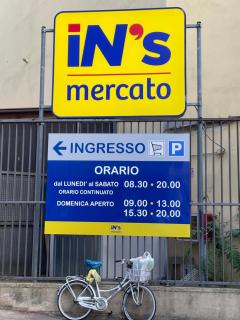 iN's
mercato
INGRESSO P
ORARIO
dal LUNEDI' al SABATO 08.30 • 20.00
ORARIO CONTINUATO
DOMENICA APERTO 09.00 • 13.00
15.30 • 20.00
iN's